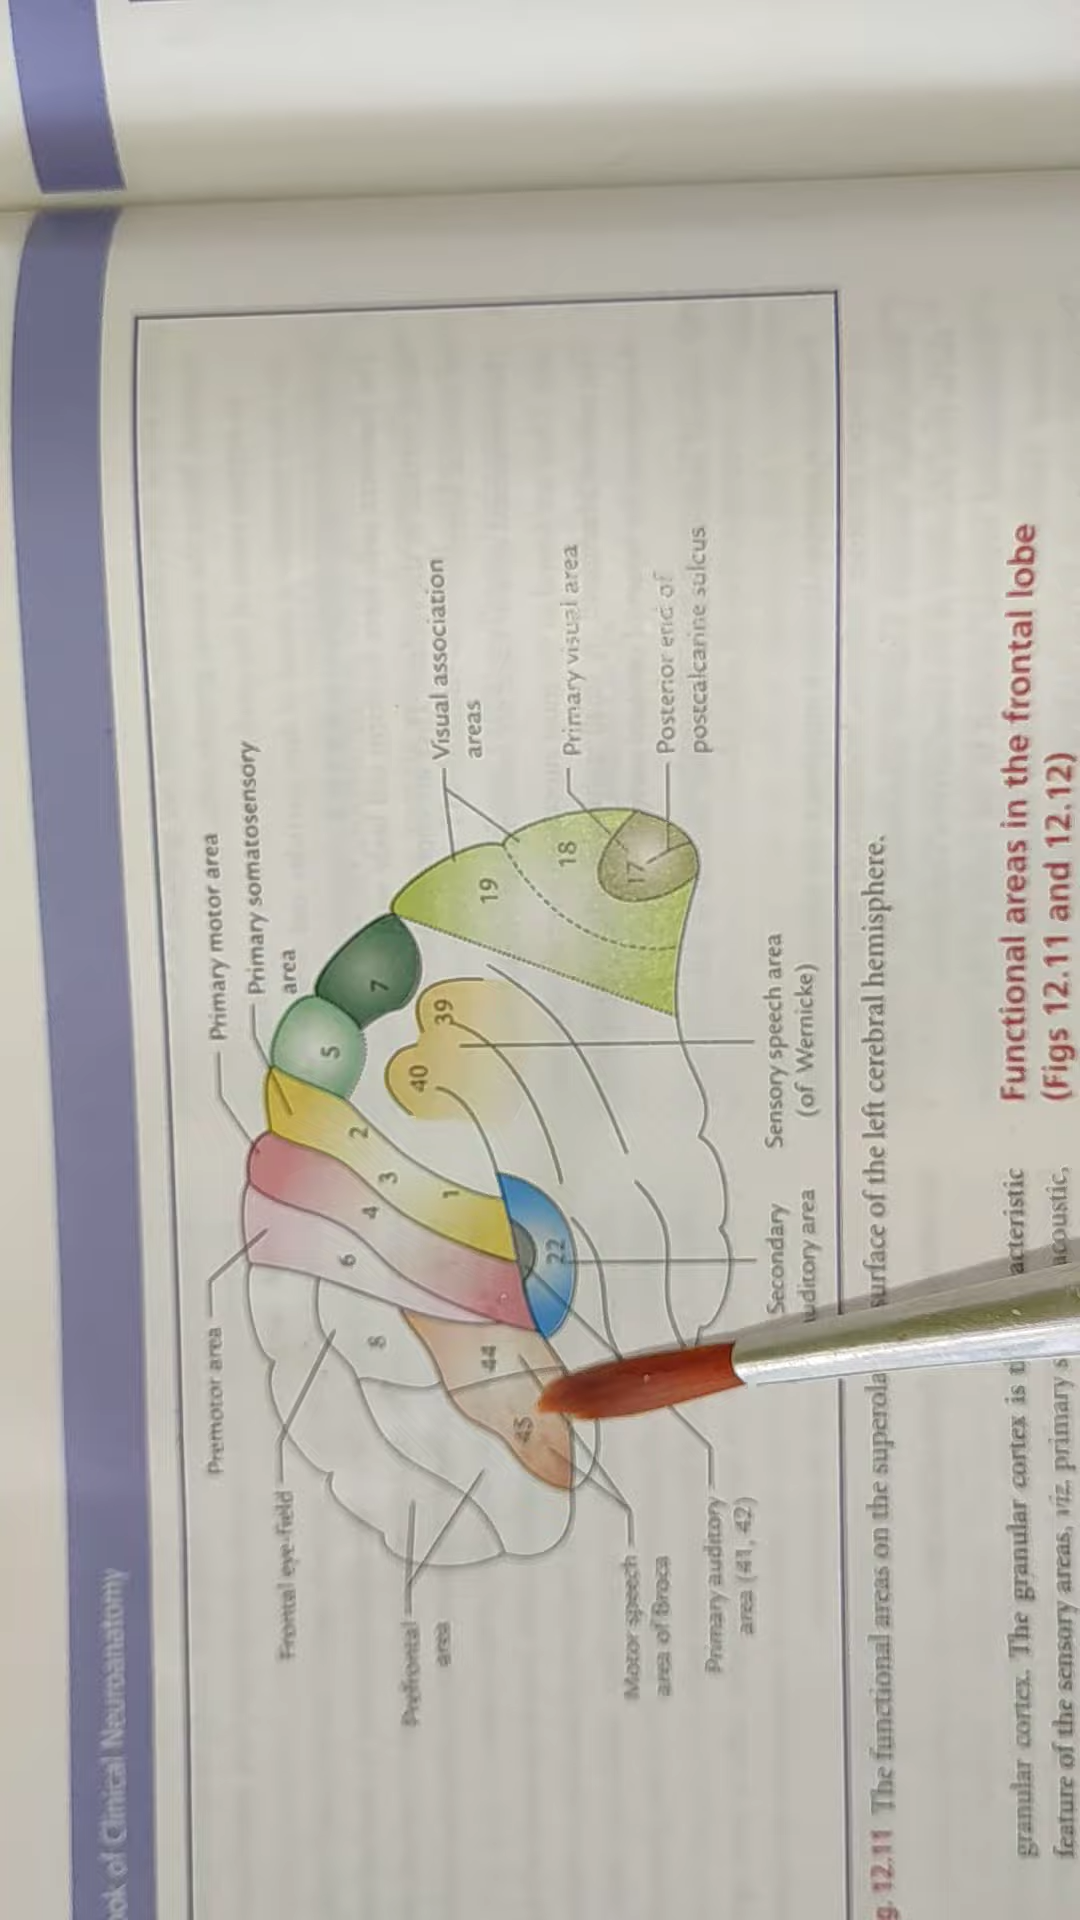 ok of Clinical Neuroanatomy
Primary motor area
Primary somatosensory
area
Premotor area
Frontal eye-field
Prefrontal
area
Motor speech
area of Broca
Primary auditory
area (41, 42)
Visual association
areas
Primary visual area
Posterior end of
postcalcarine sulcus
Secondary
uditory area
Sensory speech area
(of Wernicke)
6
4
3
2
1
5
7
8
44
45
40
39
22
19
18
17
g. 12.11 The functional areas on the superola surface of the left cerebral hemisphere.
granular cortex. The granular cortex is acteristic
feature of the sensory areas, viz. primary acoustic,
Functional areas in the frontal lobe
(Figs 12.11 and 12.12)